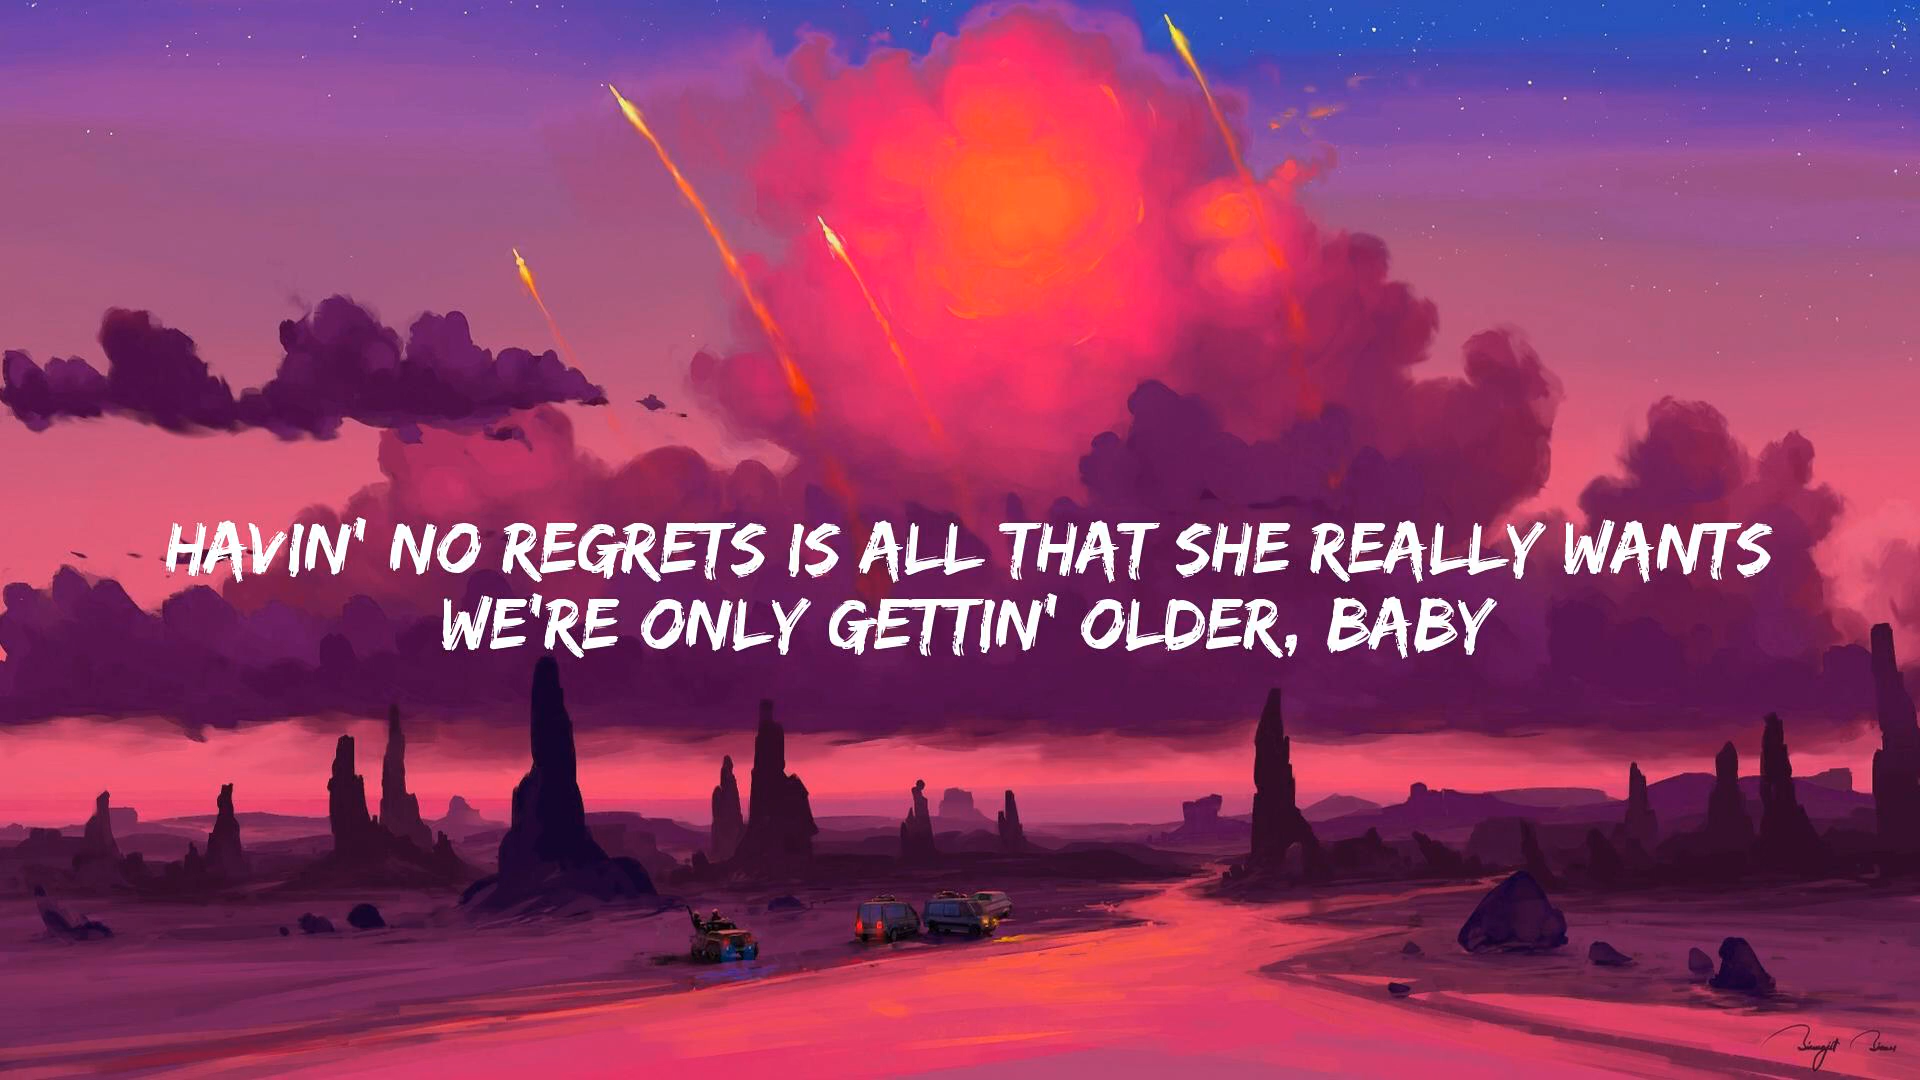 HAVIN' NO REGRETS IS ALL THAT SHE REALLY WANTS
WE'RE ONLY GETTIN' OLDER, BABY